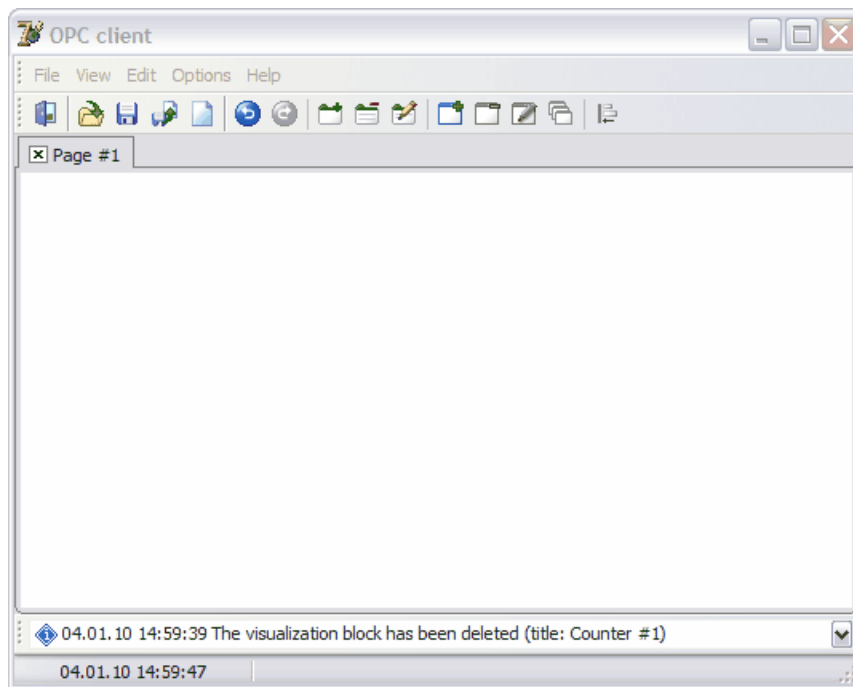 OPC client
File View Edit Options Help
Page #1
04.01.10 14:59:39 The visualization block has been deleted (title: Counter #1)
04.01.10 14:59:47